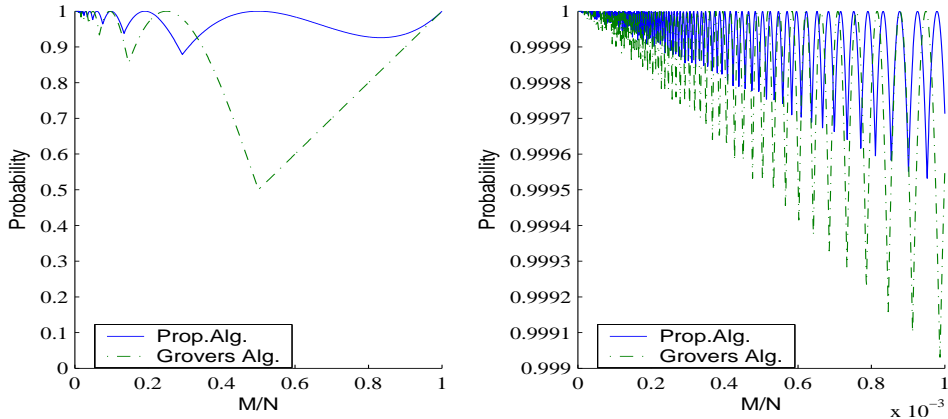 1
0.9
0.8
0.7
0.6
0.5
0.4
0.3
0.2
0.1
0
Probability
Prop.Alg.
Grovers Alg.
0 0.2 0.4 0.6 0.8 1
M/N
1
0.9999
0.9998
0.9997
0.9996
0.9995
0.9994
0.9993
0.9992
0.9991
0.999
Probability
Prop.Alg.
Grovers Alg.
0 0.2 0.4 0.6 0.8 1
M/N
x 10⁻³